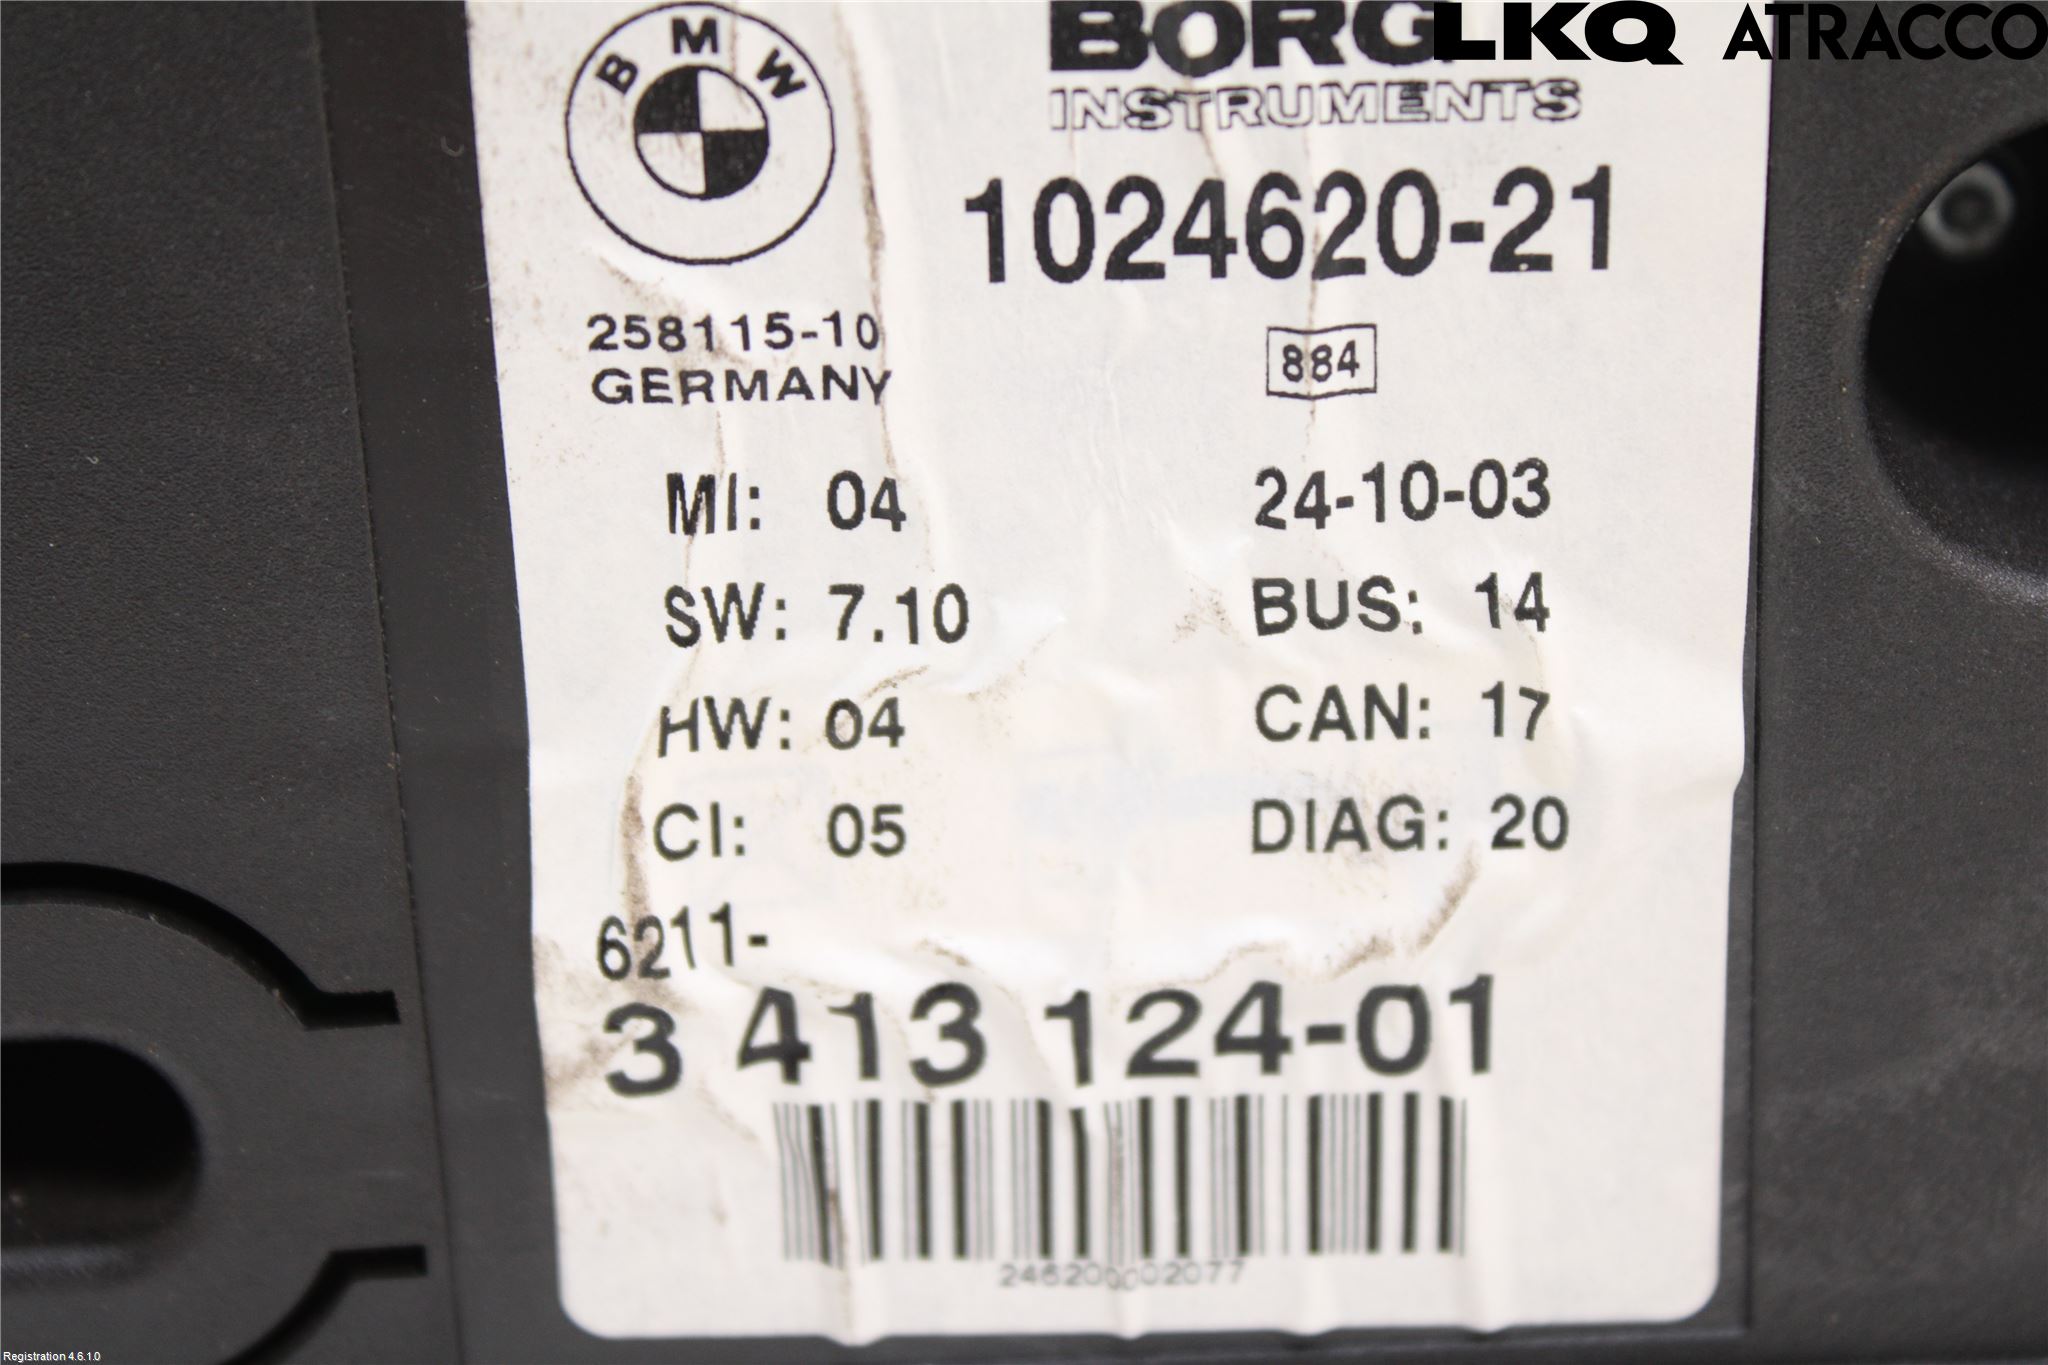 BMW
BORG
INSTRUMENTS
LKQ ATRACCO
1024620-21
258115-10
GERMANY
884
MI: 04
24-10-03
SW: 7.10
BUS: 14
HW: 04
CAN: 17
CI: 05
DIAG: 20
6211-
3 413 124-01
246200002077
Registration 4.6.1.0